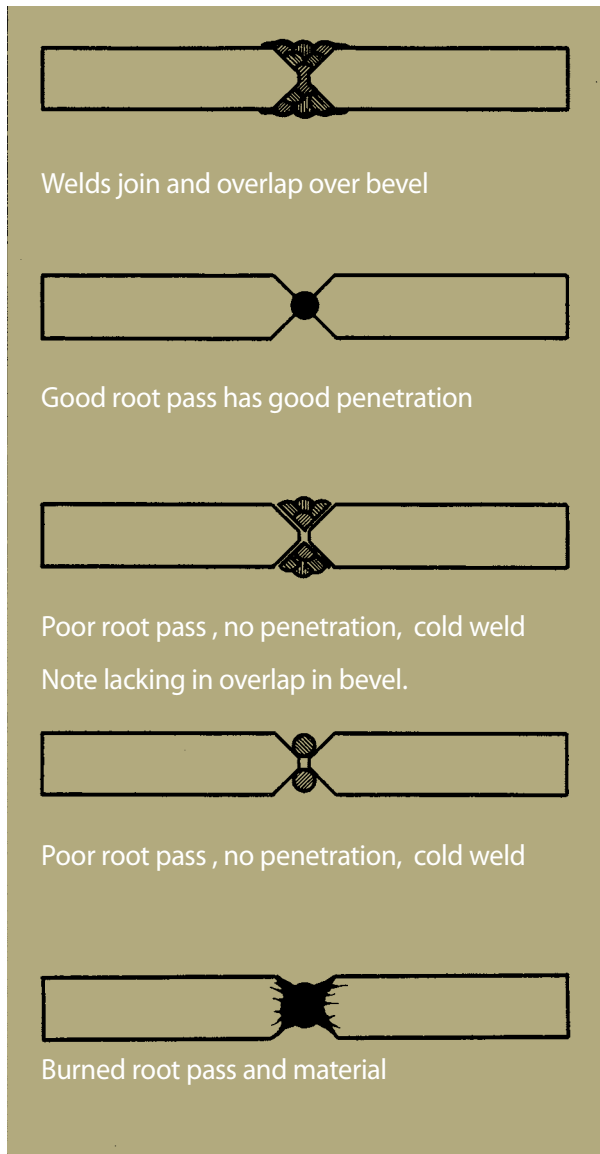 Welds join and overlap over bevel
Good root pass has good penetration
Poor root pass , no penetration,  cold weld
Note lacking in overlap in bevel.
Poor root pass , no penetration,  cold weld
Burned root pass and material